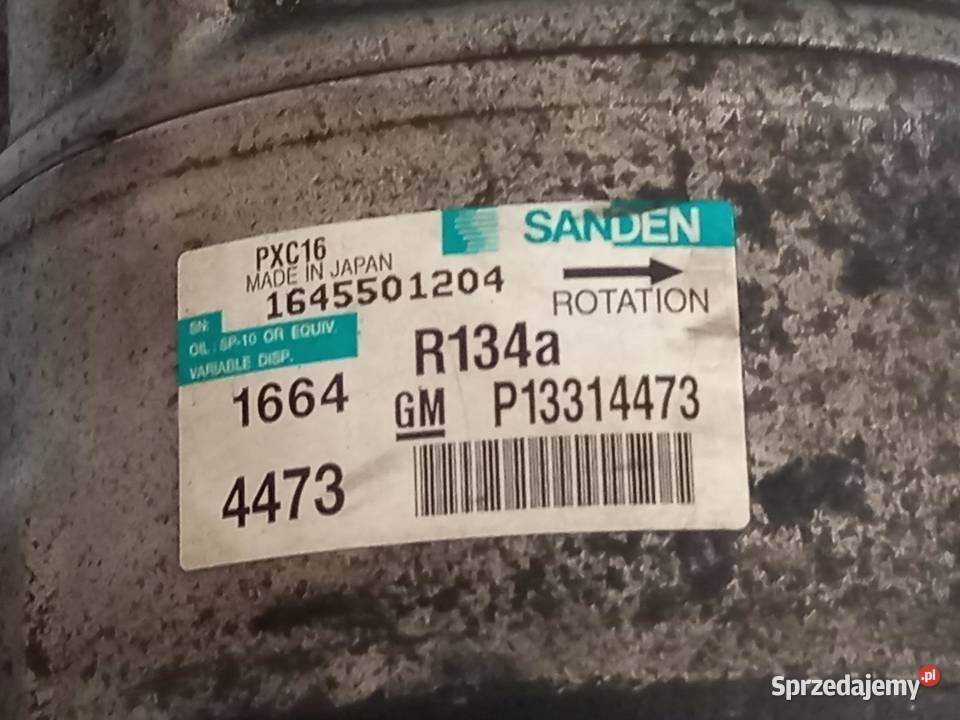 SANDEN
PXC16
MADE IN JAPAN
1645501204
ROTATION
SN:
OIL : SP-10 OR EQUIV.
VARIABLE DISP.
R134a
1664
GM P13314473
4473
Sprzedajemy.pl